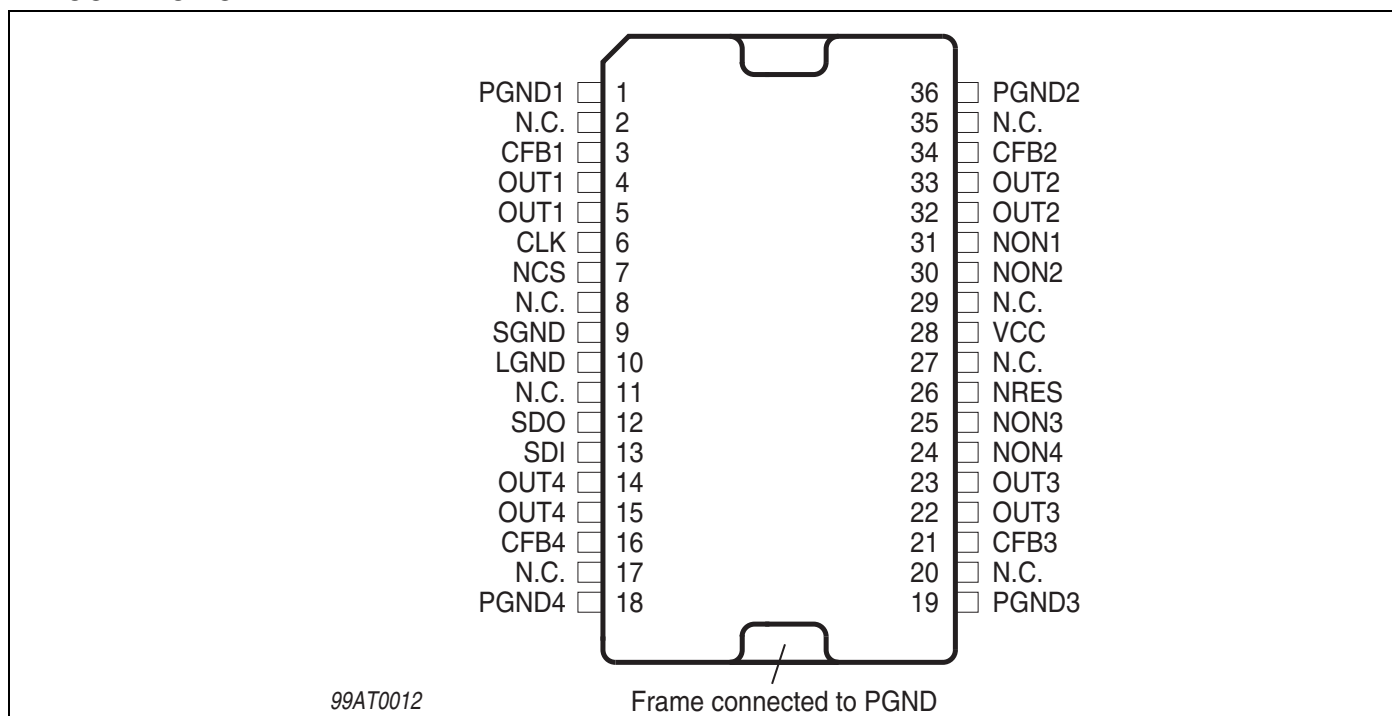 PGND1 1 36 PGND2
N.C. 2 35 N.C.
CFB1 3 34 CFB2
OUT1 4 33 OUT2
OUT1 5 32 OUT2
CLK 6 31 NON1
NCS 7 30 NON2
N.C. 8 29 N.C.
SGND 9 28 VCC
LGND 10 27 N.C.
N.C. 11 26 NRES
SDO 12 25 NON3
SDI 13 24 NON4
OUT4 14 23 OUT3
OUT4 15 22 OUT3
CFB4 16 21 CFB3
N.C. 17 20 N.C.
PGND4 18 19 PGND3
99AT0012 Frame connected to PGND